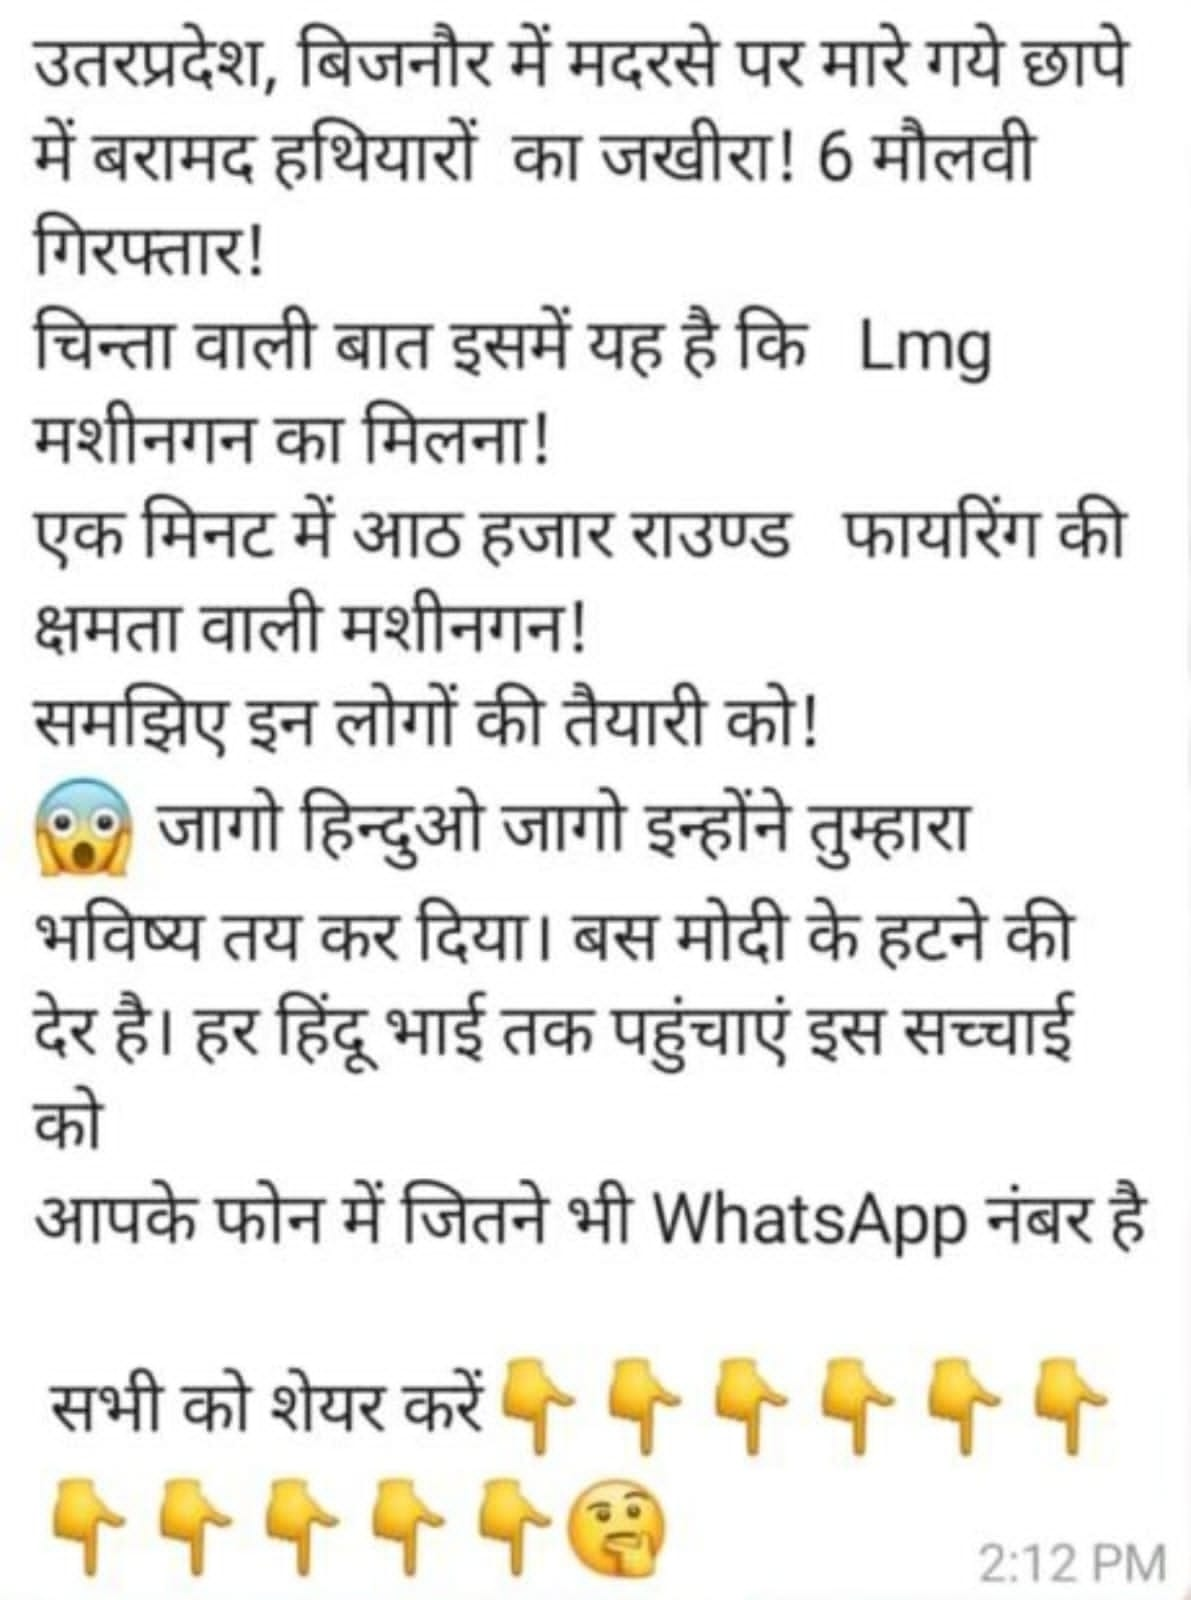 उतरप्रदेश, बिजनौर में मदरसे पर मारे गये छापे
में बरामद हथियारों का जखीरा! 6 मौलवी
गिरफ्तार!
चिन्ता वाली बात इसमें यह है कि Lmg
मशीनगन का मिलना!
एक मिनट में आठ हजार राउण्ड फायरिंग की
क्षमता वाली मशीनगन!
समझिए इन लोगों की तैयारी को!
😱 जागो हिन्दुओ जागो इन्होंने तुम्हारा
भविष्य तय कर दिया। बस मोदी के हटने की
देर है। हर हिंदू भाई तक पहुंचाएं इस सच्चाई
को
आपके फोन में जितने भी WhatsApp नंबर है
सभी को शेयर करें👇👇👇👇👇👇
👇👇👇👇👇🤔
2:12 PM